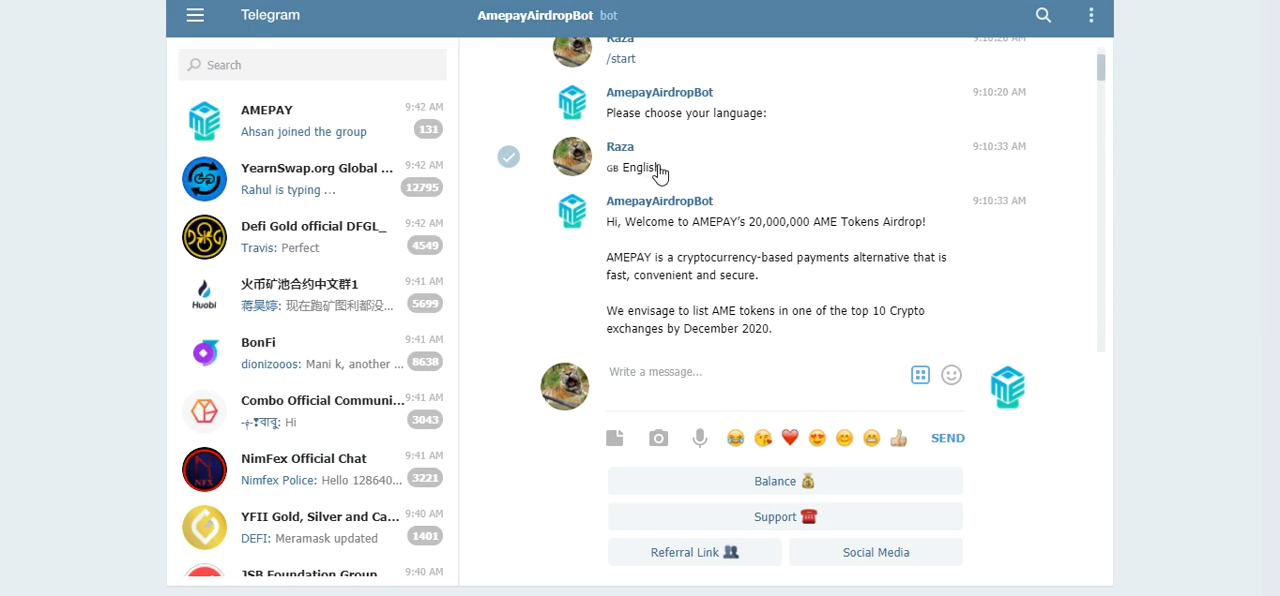 Telegram
AmepayAirdropBot bot
Search
AMEPAY 9:42 AM
Ahsan joined the group 131
YearnSwap.org Global ... 9:42 AM
Rahul is typing ... 12795
Defi Gold official DFGL_ 9:42 AM
Travis: Perfect 4549
Huobi
火币矿池合约中文群1 9:41 AM
蒋昊婷: 现在跑矿图利都没... 5699
BonFi 9:41 AM
dionizooos: Mani k, another ... 8638
Combo Official Communi... 9:41 AM
Hi 3043
NFX
NimFex Official Chat 9:41 AM
Nimfex Police: Hello 128640... 3221
YFII Gold, Silver and Ca... 9:40 AM
DEFI: Meramask updated 1401
JSB Foundation Group 9:40 AM
Raza 9:10:20 AM
/start
AmepayAirdropBot 9:10:20 AM
Please choose your language:
Raza 9:10:33 AM
GB English
AmepayAirdropBot 9:10:33 AM
Hi, Welcome to AMEPAY’s 20,000,000 AME Tokens Airdrop!
AMEPAY is a cryptocurrency-based payments alternative that is
fast, convenient and secure.
We envisage to list AME tokens in one of the top 10 Crypto
exchanges by December 2020.
Write a message...
SEND
Balance 💰
Support ☎️
Referral Link 👥
Social Media